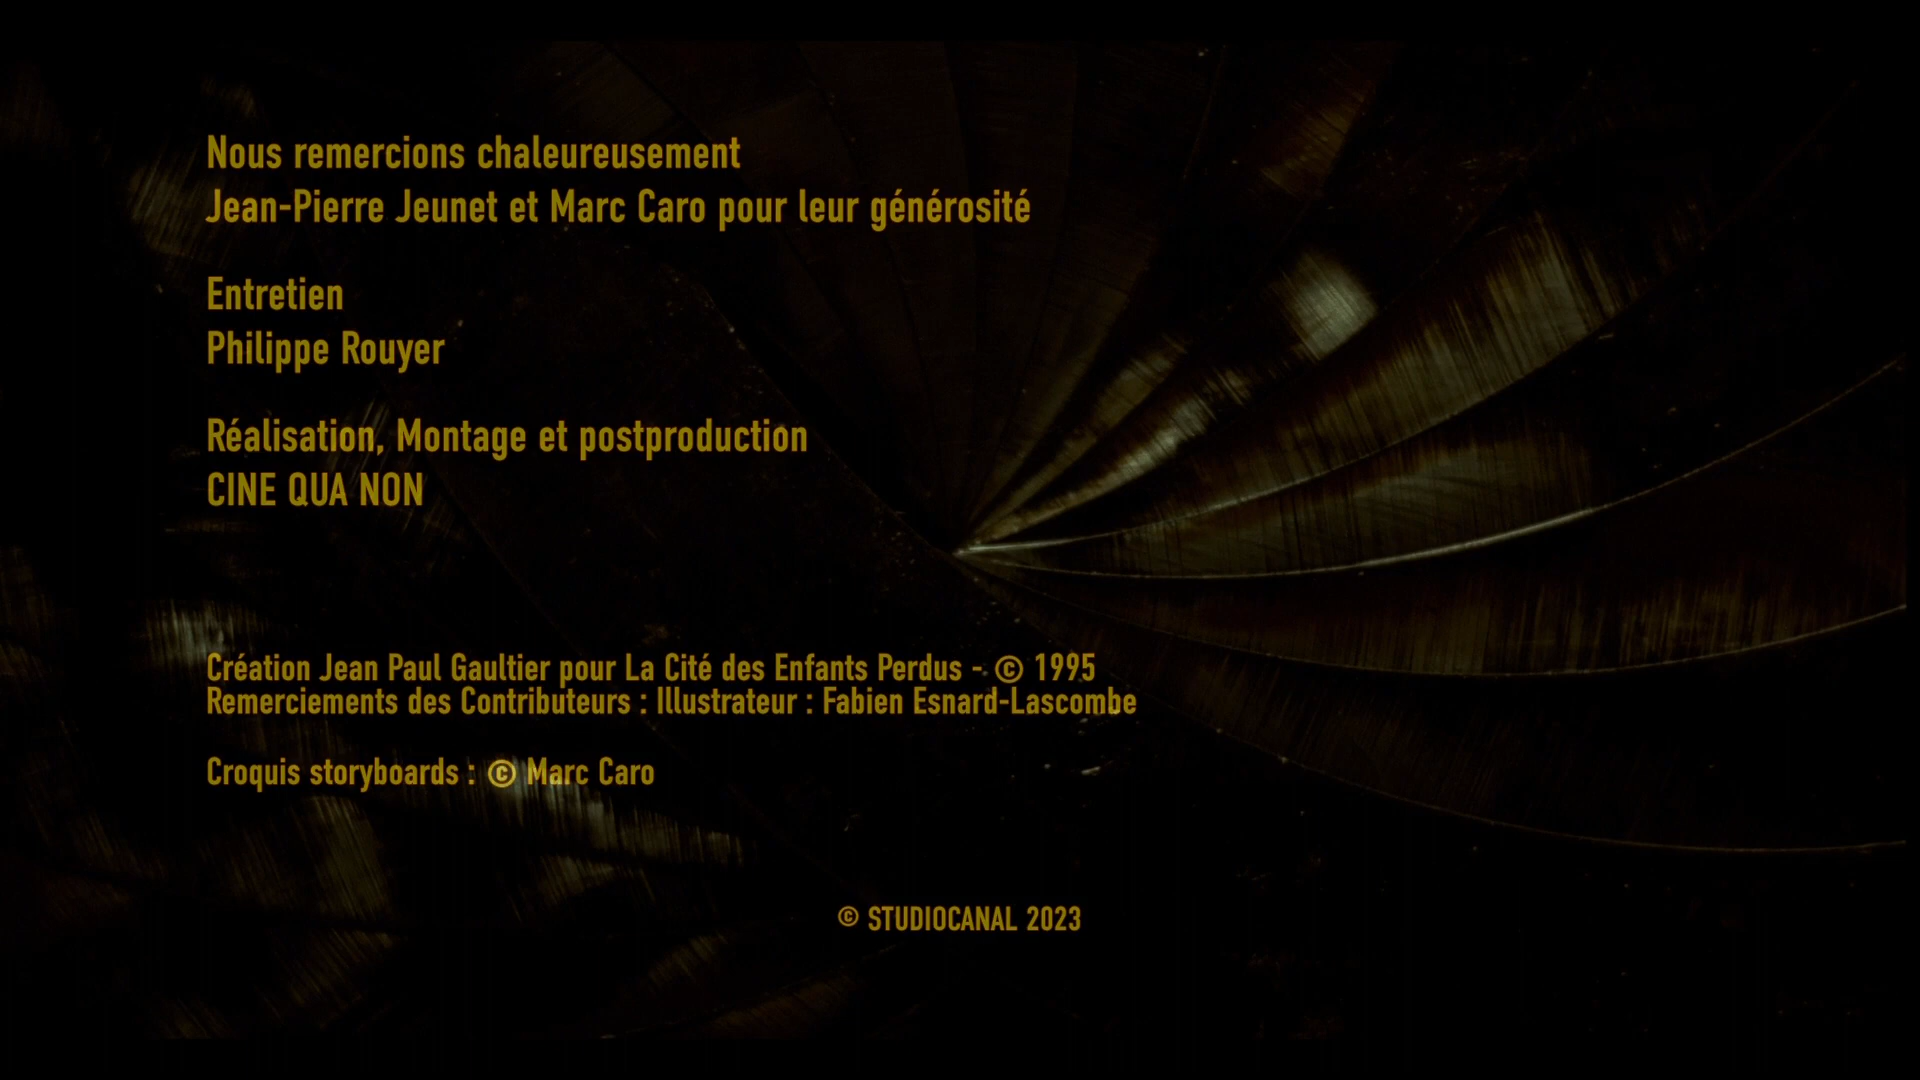 Nous remercions chaleureusement
Jean-Pierre Jeunet et Marc Caro pour leur générosité
Entretien
Philippe Rouyer
Réalisation, Montage et postproduction
CINE QUA NON
Création Jean Paul Gaultier pour La Cité des Enfants Perdus - © 1995
Remerciements des Contributeurs : Illustrateur : Fabien Esnard-Lascombe
Croquis storyboards : © Marc Caro
© STUDIOCANAL 2023